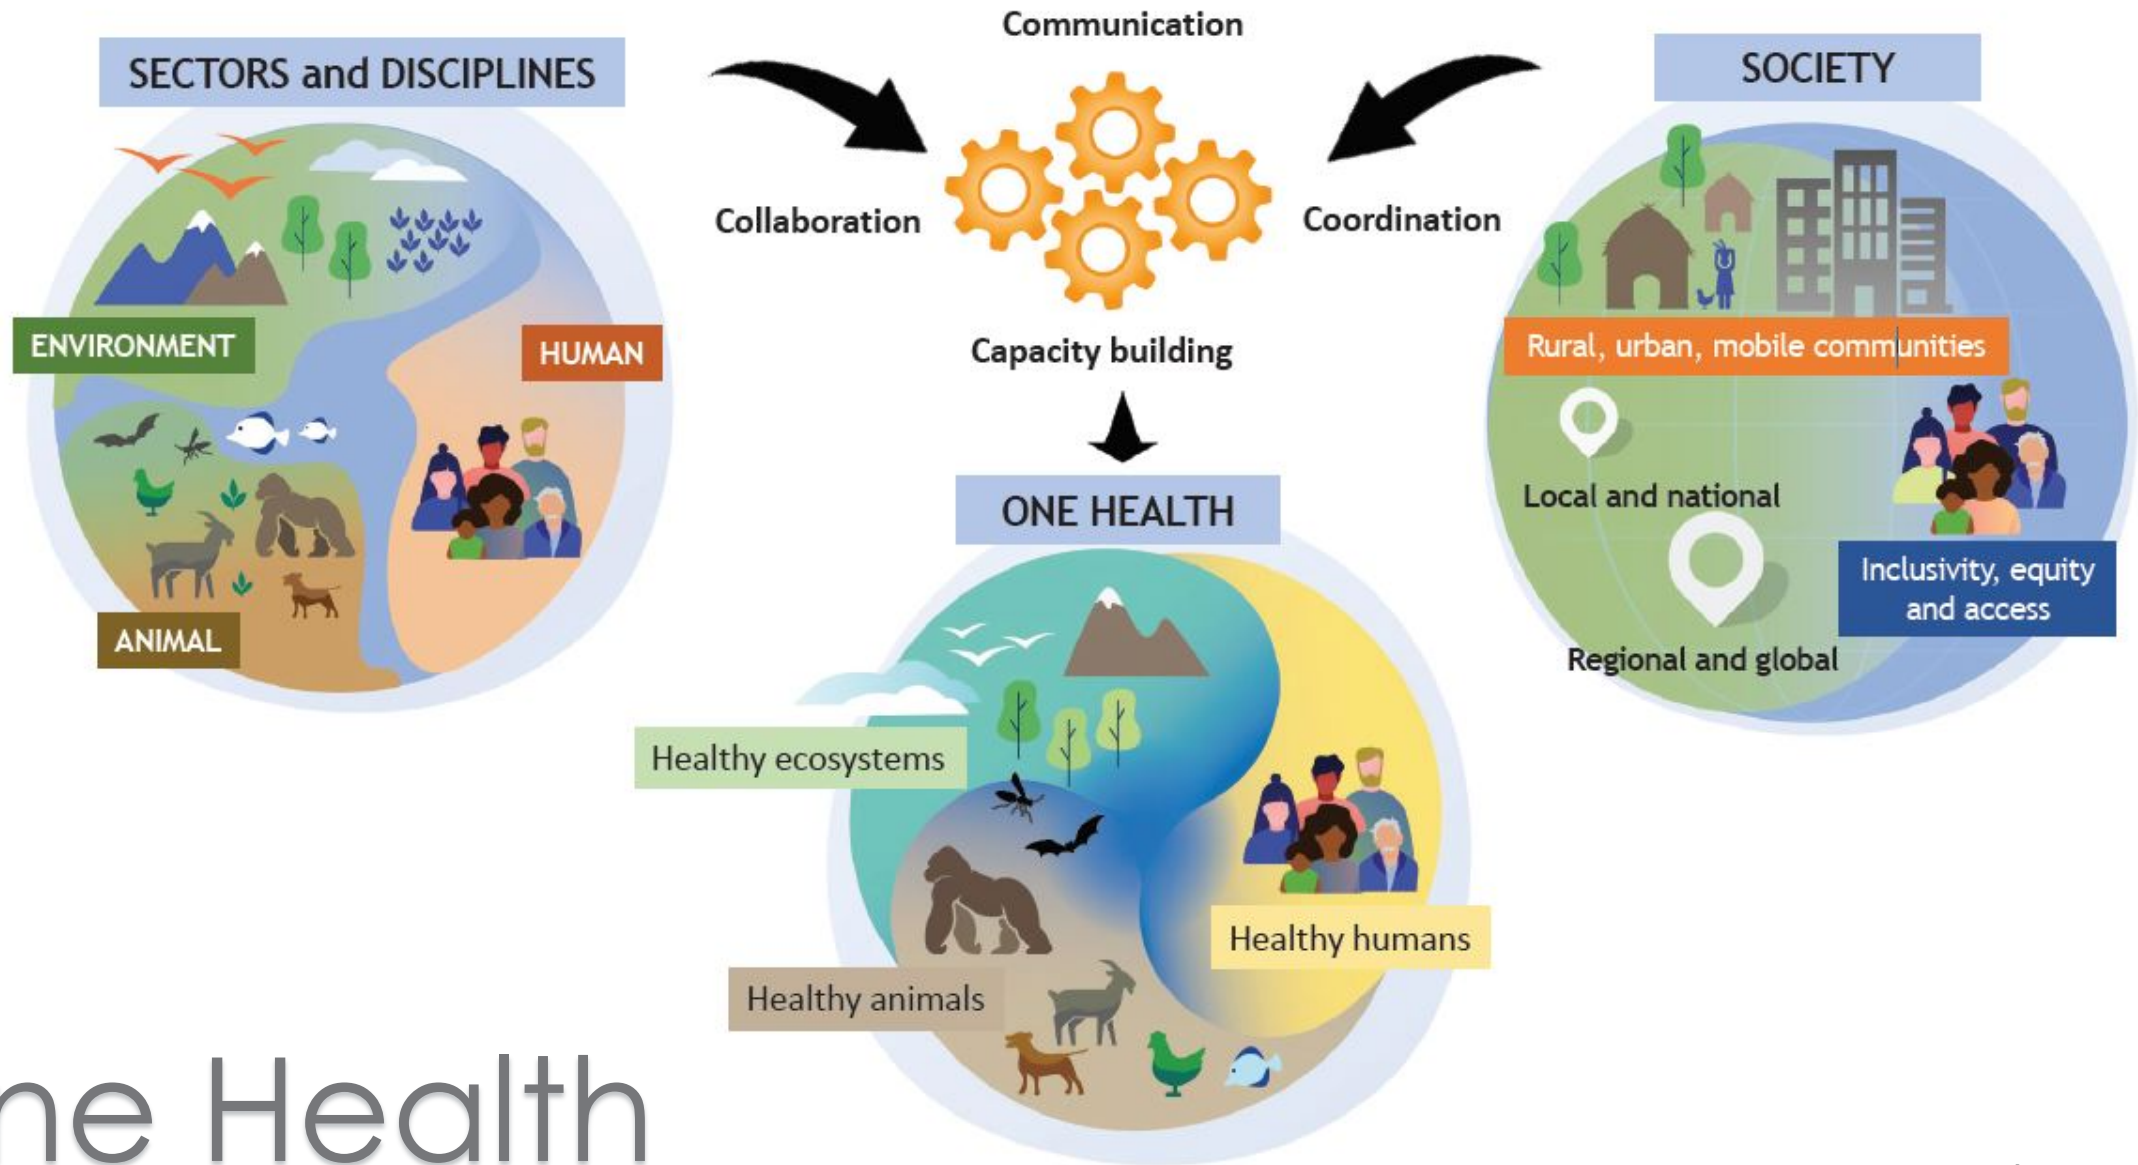 Communication
SECTORS and DISCIPLINES
SOCIETY
Collaboration
Coordination
ENVIRONMENT
HUMAN
Capacity building
Rural, urban, mobile communities
Local and national
ONE HEALTH
Inclusivity, equity
and access
ANIMAL
Regional and global
Healthy ecosystems
Healthy humans
Healthy animals
ne Health